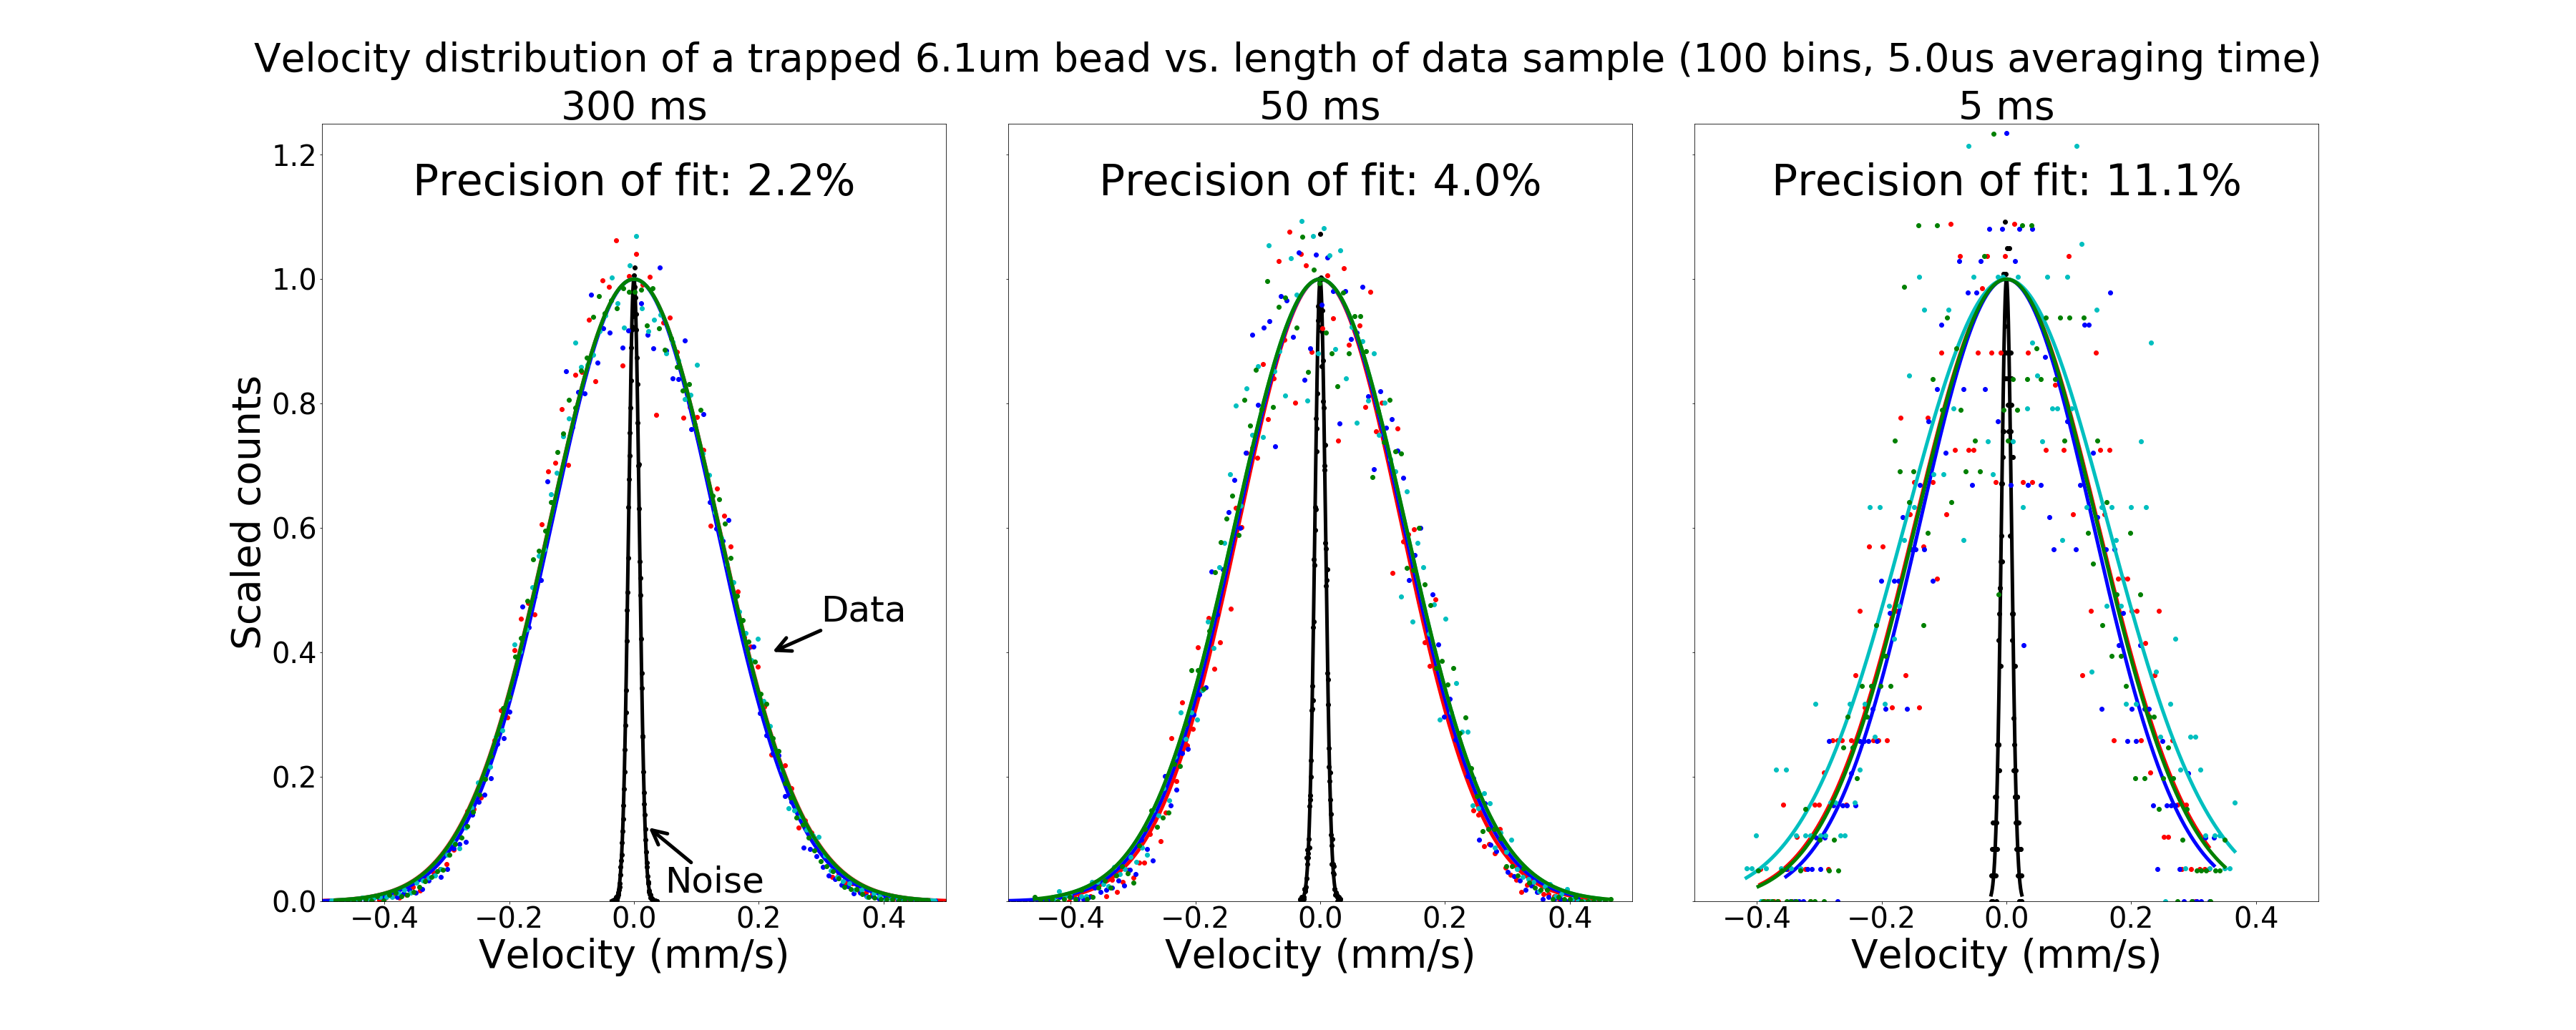 Velocity distribution of a trapped 6.1um bead vs. length of data sample (100 bins, 5.0us averaging time)
300 ms
50 ms
5 ms
Precision of fit: 2.2%
Precision of fit: 4.0%
Precision of fit: 11.1%
Scaled counts
1.2
1.0
0.8
0.6
0.4
0.2
0.0
Data
Noise
−0.4 −0.2 0.0 0.2 0.4
−0.4 −0.2 0.0 0.2 0.4
−0.4 −0.2 0.0 0.2 0.4
Velocity (mm/s)
Velocity (mm/s)
Velocity (mm/s)